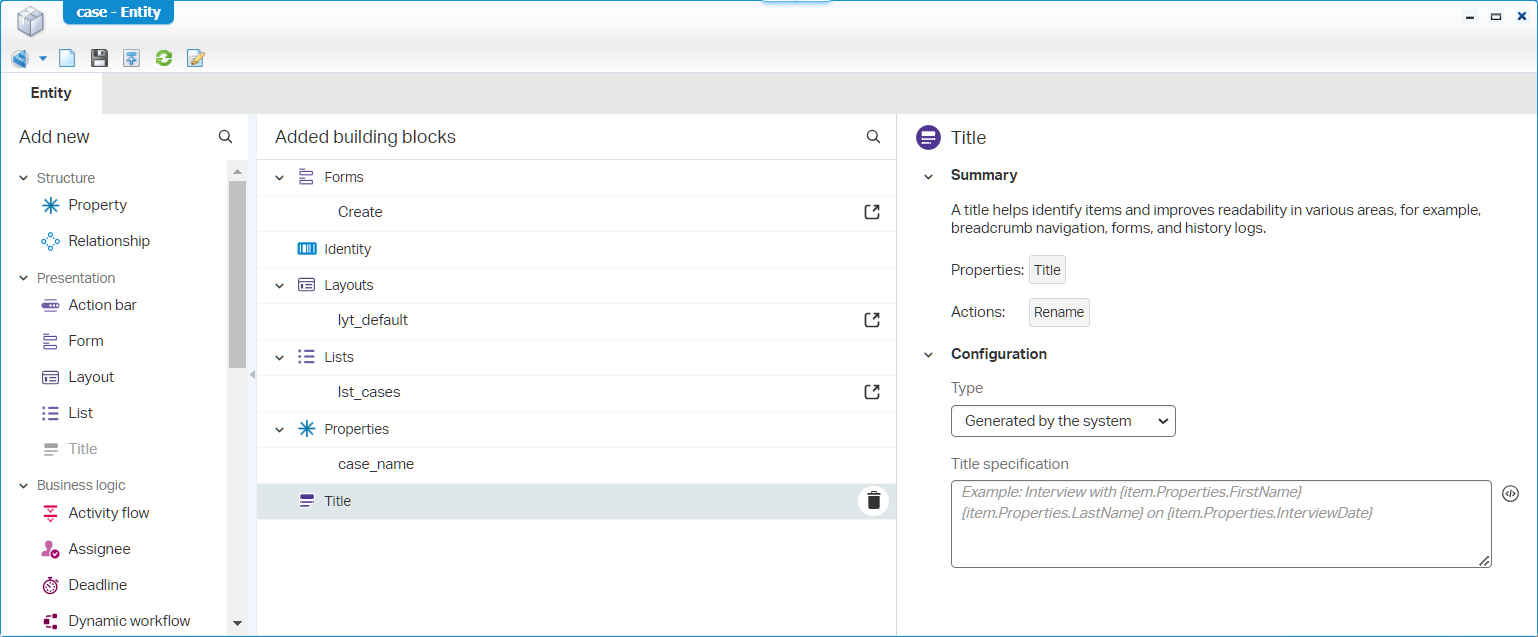 case - Entity
Entity
Add new
Structure
Property
Relationship
Presentation
Action bar
Form
Layout
List
Title
Business logic
Activity flow
Assignee
Deadline
Dynamic workflow
Added building blocks
Forms
Create
Identity
Layouts
lyt_default
Lists
lst_cases
Properties
case_name
Title
Title
Summary
A title helps identify items and improves readability in various areas, for example,
breadcrumb navigation, forms, and history logs.
Properties: Title
Actions: Rename
Configuration
Type
Generated by the system
Title specification
Example: Interview with {item.Properties.FirstName}
{item.Properties.LastName} on {item.Properties.InterviewDate}